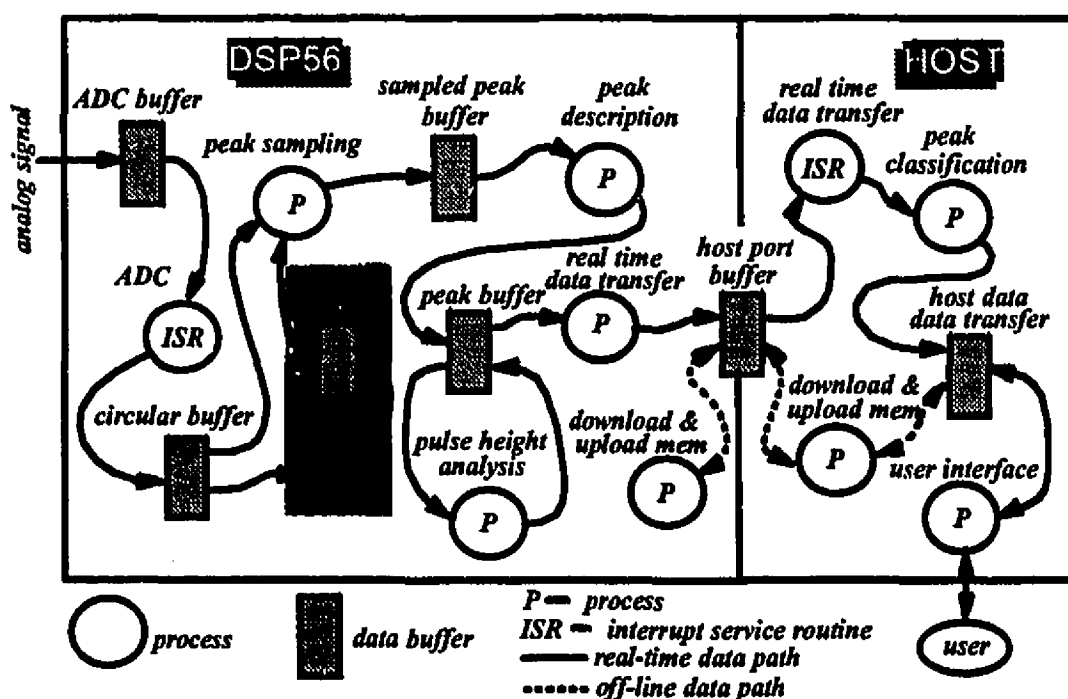 DSP56
HOST
analog signal
ADC buffer
peak sampling
sampled peak
buffer
peak
description
real time
data transfer
peak
classification
P
P
ISR
P
ADC
ISR
peak buffer
real time
data transfer
P
host port
buffer
host data
data transfer
circular buffer
pulse height
analysis
P
download &
upload mem
P
download &
upload mem
P
user interface
P
user
process
data buffer
P - process
ISR - interrupt service routine
real-time data path
off-line data path